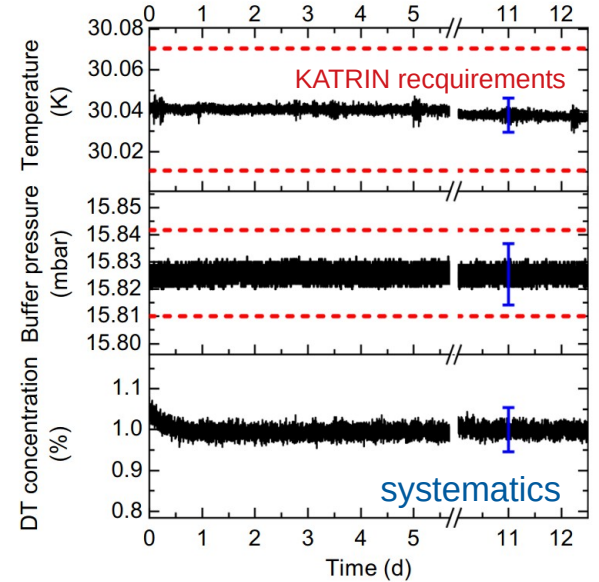 0 1 2 3 4 5 11 12
30.08
30.06
30.04
30.02
Temperature
(K)
KATRIN recquirements
15.85
15.84
15.83
15.82
15.81
15.80
Buffer pressure
(mbar)
1.1
1.0
0.9
0.8
DT concentration
(%)
systematics
0 1 2 3 4 5 11 12
Time (d)